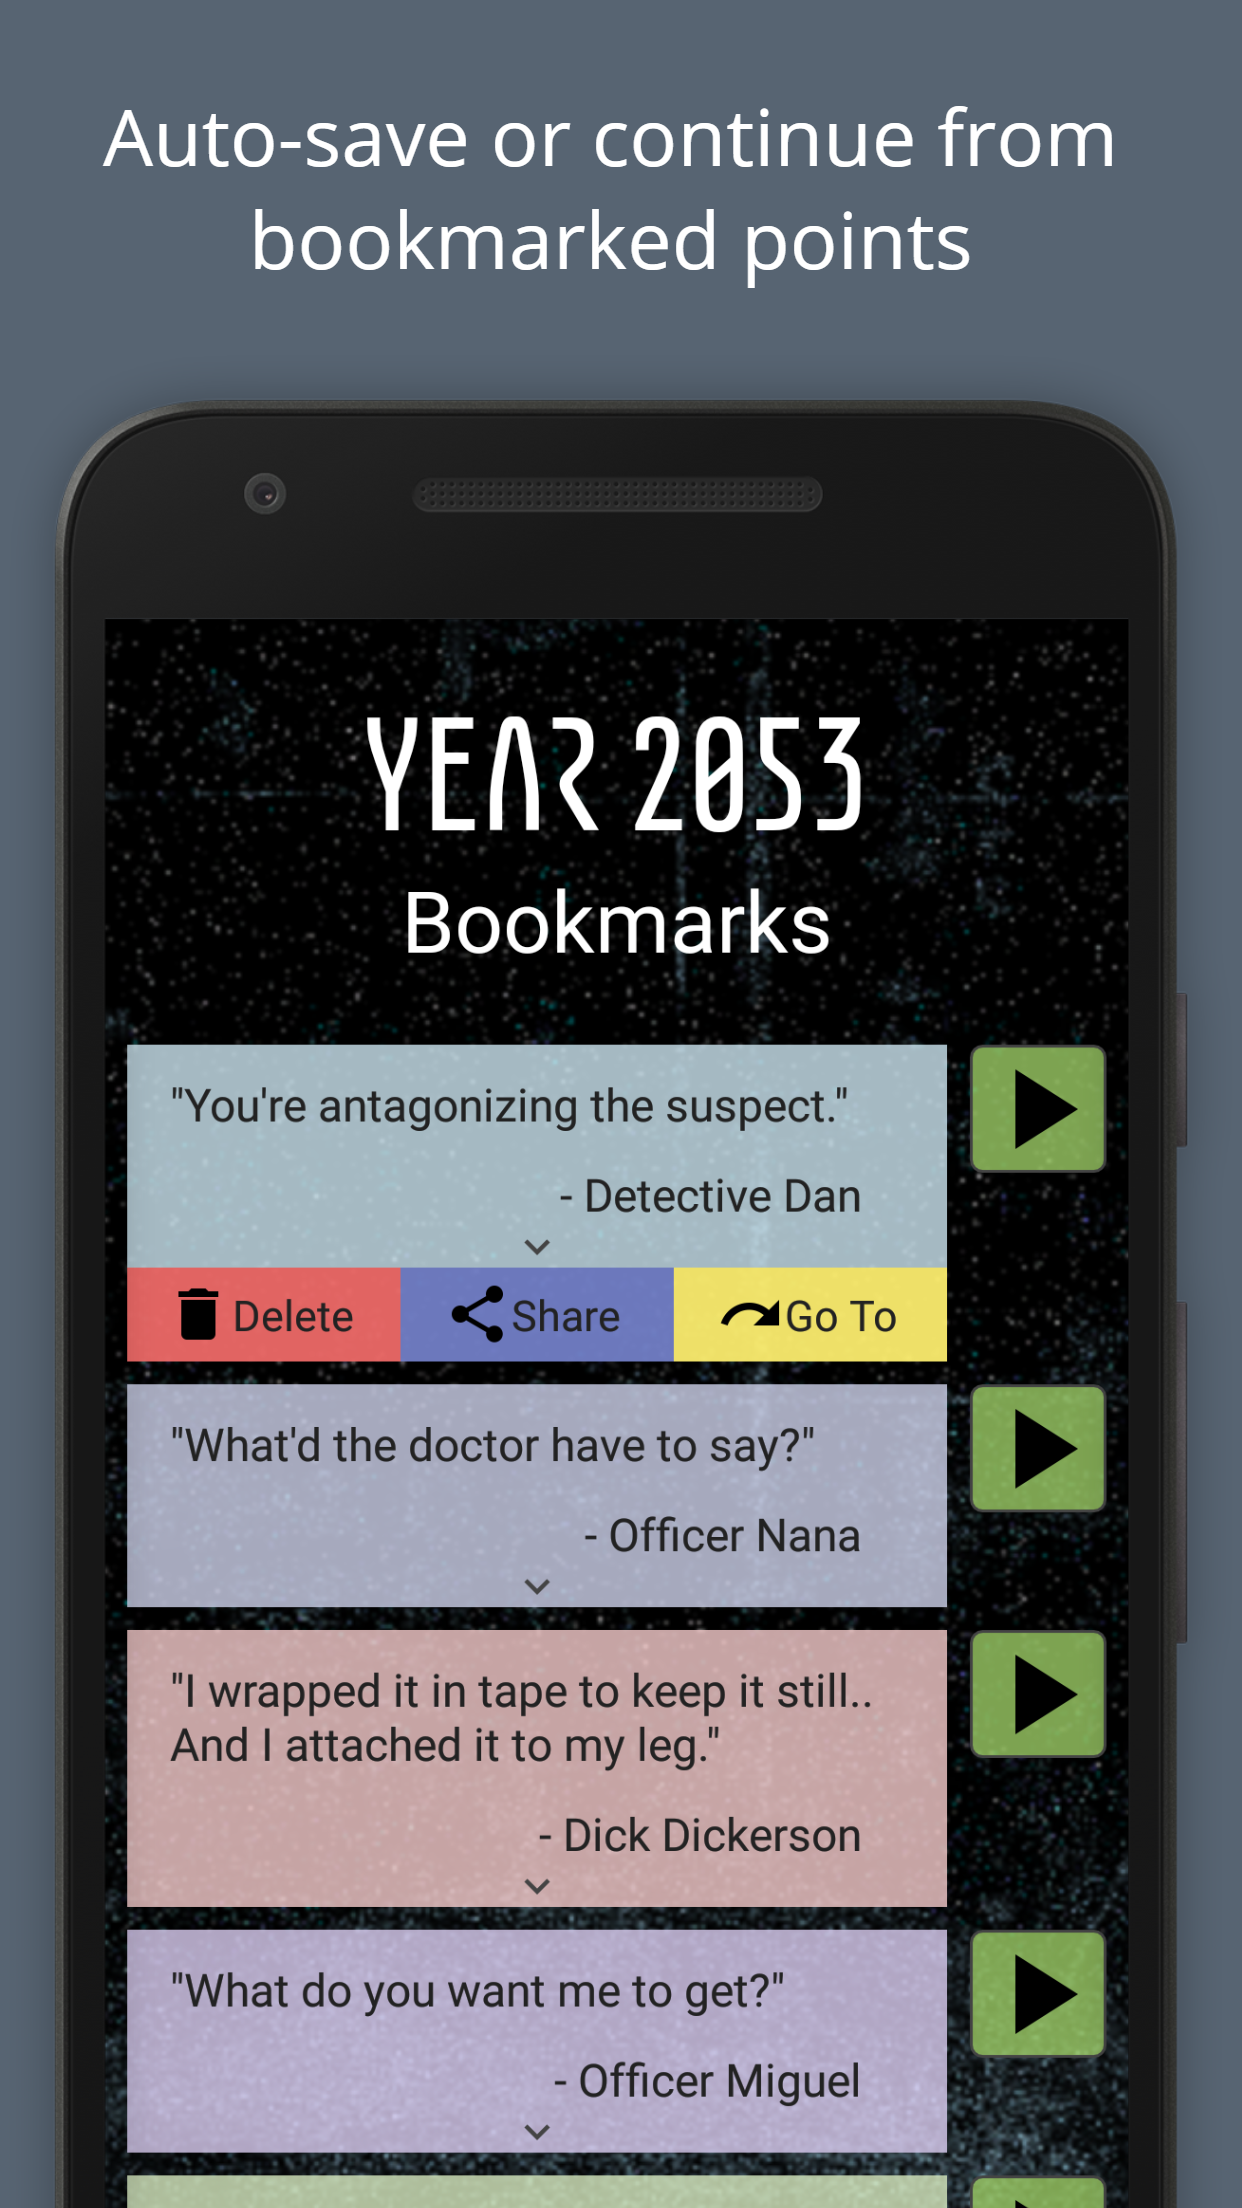 Auto-save or continue from
bookmarked points
YEAR 2053
Bookmarks
"You're antagonizing the suspect."
- Detective Dan
Delete
Share
Go To
"What'd the doctor have to say?"
- Officer Nana
"I wrapped it in tape to keep it still..
And I attached it to my leg."
- Dick Dickerson
"What do you want me to get?"
- Officer Miguel